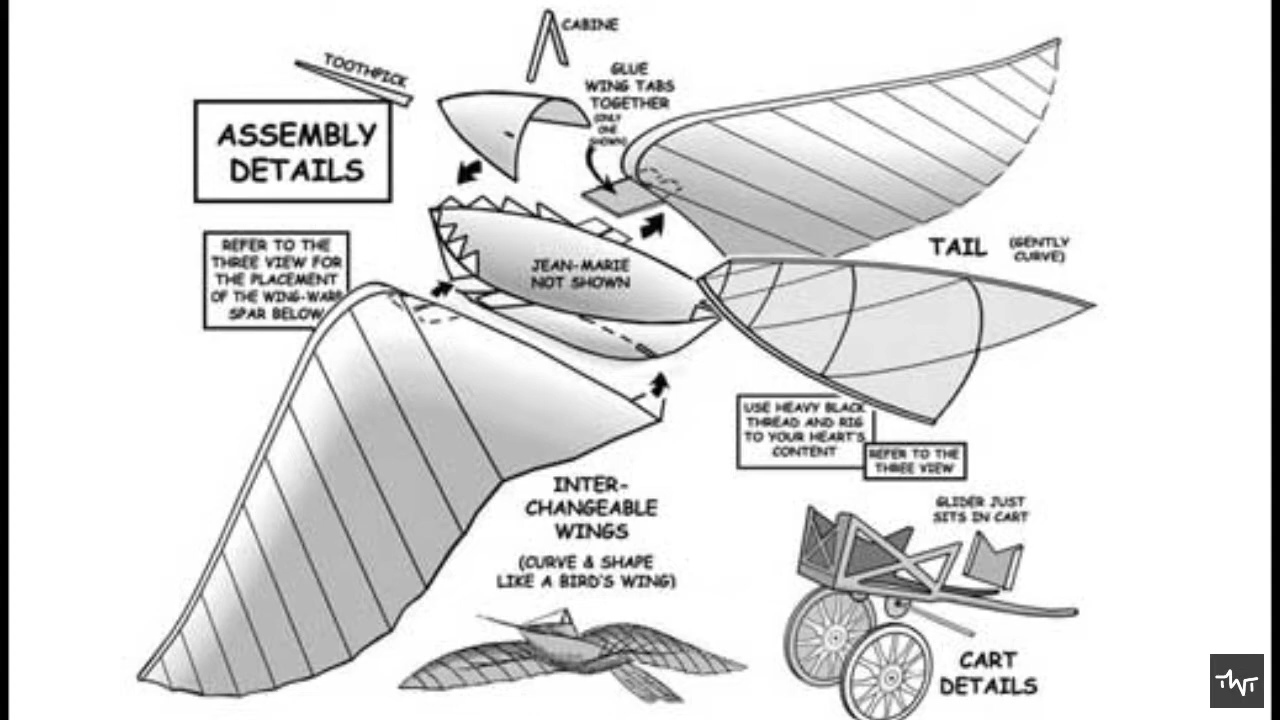 CABINE
TOOTHPICK
GLUE
WING TABS
TOGETHER
(ONLY
ONE
SHOWN)
ASSEMBLY
DETAILS
REFER TO THE
THREE VIEW FOR
THE PLACEMENT
OF THE WING-WARP
SPAR BELOW
JEAN-MARIE
NOT SHOWN
TAIL
(GENTLY
CURVE)
USE HEAVY BLACK
THREAD AND RIG
TO YOUR HEART'S
CONTENT
REFER TO THE
THREE VIEW
INTER-
CHANGEABLE
WINGS
(CURVE & SHAPE
LIKE A BIRD'S WING)
GLIDER JUST
SITS IN CART
CART
DETAILS
TWT